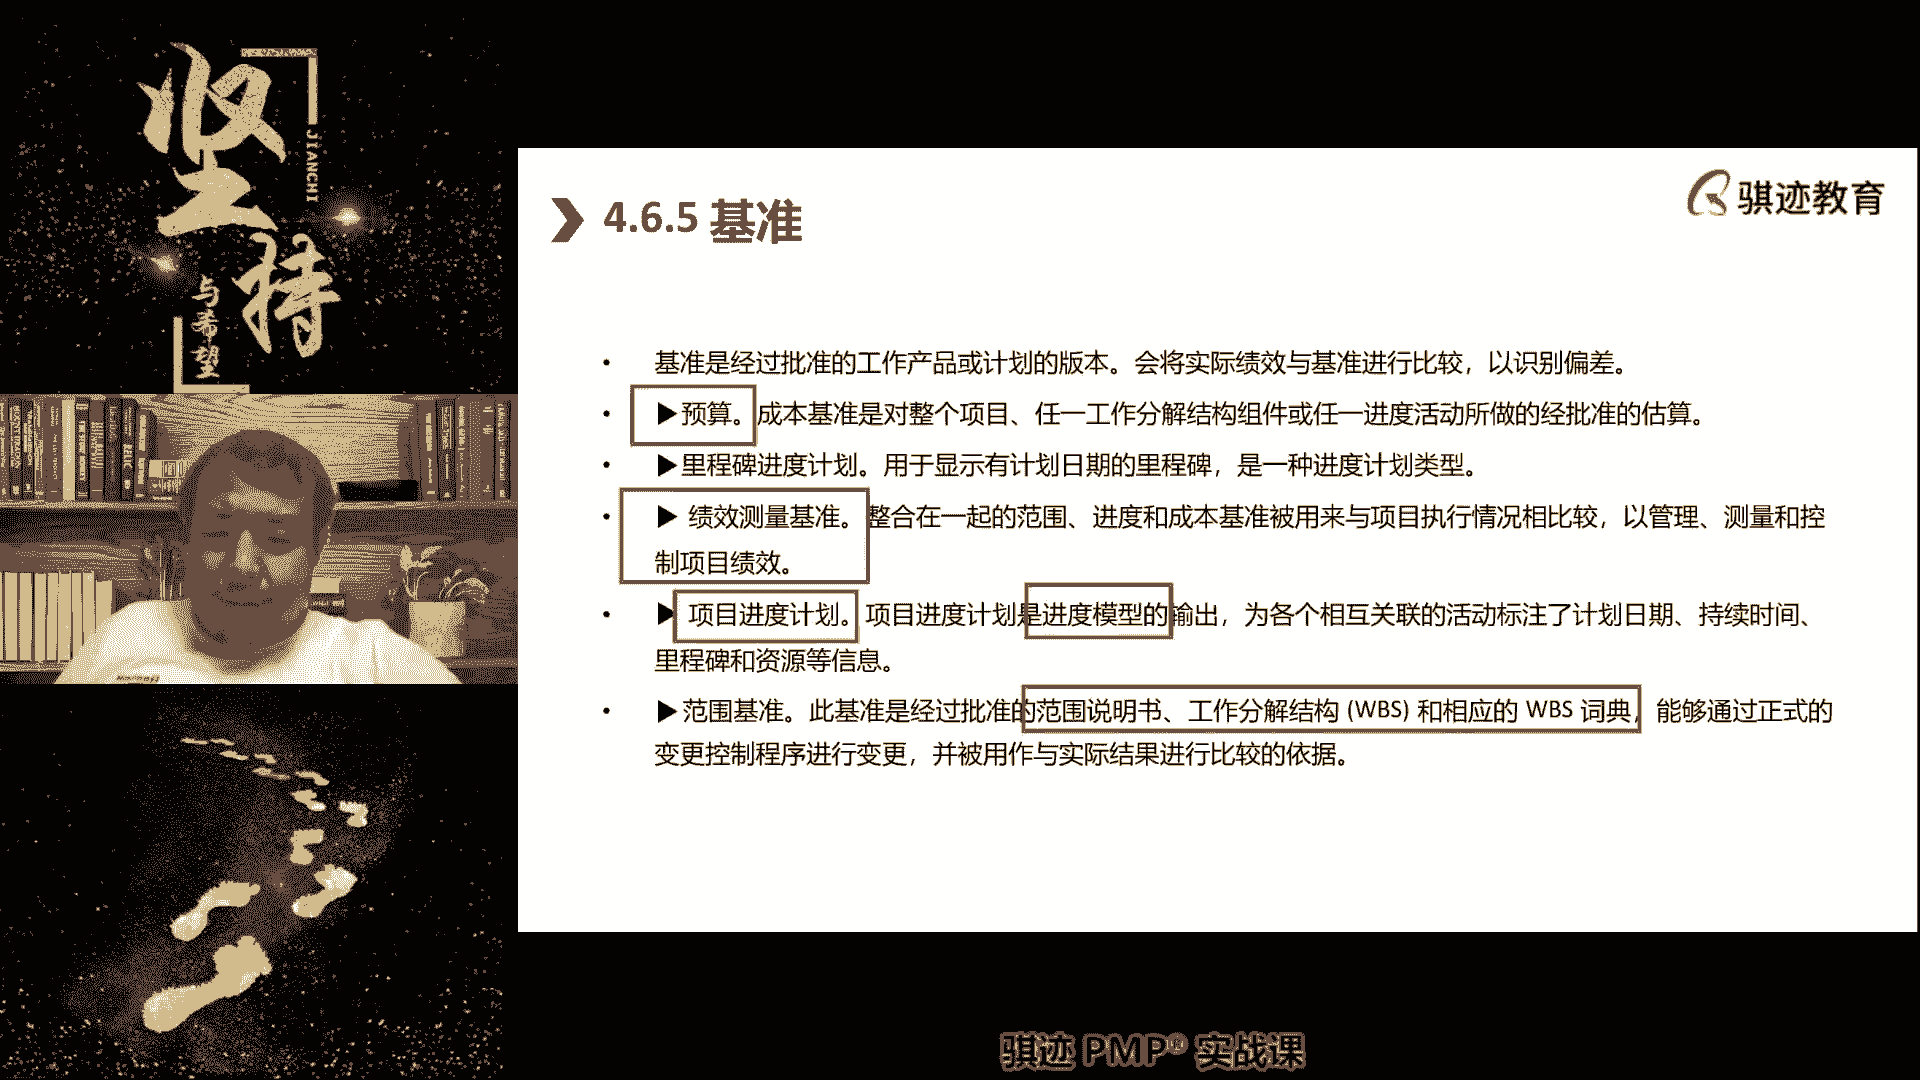 坚持
JIANCHI
与希望
骐迹教育
4.6.5 基准
• 基准是经过批准的工作产品或计划的版本。会将实际绩效与基准进行比较，以识别偏差。
• ▶预算。成本基准是对整个项目、任一工作分解结构组件或任一进度活动所做的经批准的估算。
• ▶里程碑进度计划。用于显示有计划日期的里程碑，是一种进度计划类型。
• ▶ 绩效测量基准。整合在一起的范围、进度和成本基准被用来与项目执行情况相比较，以管理、测量和控
制项目绩效。
• ▶ 项目进度计划。项目进度计划是进度模型的输出，为各个相互关联的活动标注了计划日期、持续时间、
里程碑和资源等信息。
• ▶范围基准。此基准是经过批准的范围说明书、工作分解结构 (WBS) 和相应的 WBS 词典，能够通过正式的
变更控制程序进行变更，并被用作与实际结果进行比较的依据。
骐迹 PMP® 实战课